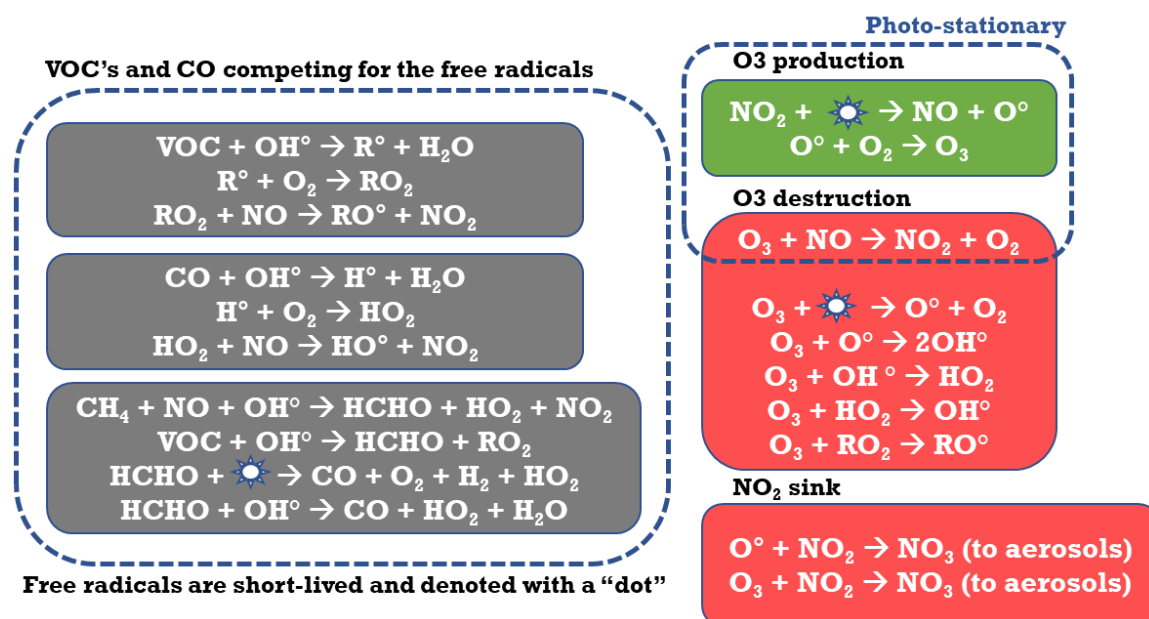 VOC's and CO competing for the free radicals
VOC + OH° → R° + H₂O
R° + O₂ → RO₂
RO₂ + NO → RO° + NO₂
CO + OH° → H° + H₂O
H° + O₂ → HO₂
HO₂ + NO → HO° + NO₂
CH₄ + NO + OH° → HCHO + HO₂ + NO₂
VOC + OH° → HCHO + RO₂
HCHO + → CO + O₂ + H₂ + HO₂
HCHO + OH° → CO + HO₂ + H₂O
Free radicals are short-lived and denoted with a “dot”
Photo-stationary
O3 production
NO₂ + → NO + O°
O° + O₂ → O₃
O3 destruction
O₃ + NO → NO₂ + O₂
O₃ + → O° + O₂
O₃ + O° → 2OH°
O₃ + OH ° → HO₂
O₃ + HO₂ → OH°
O₃ + RO₂ → RO°
NO₂ sink
O° + NO₂ → NO₃ (to aerosols)
O₃ + NO₂ → NO₃ (to aerosols)